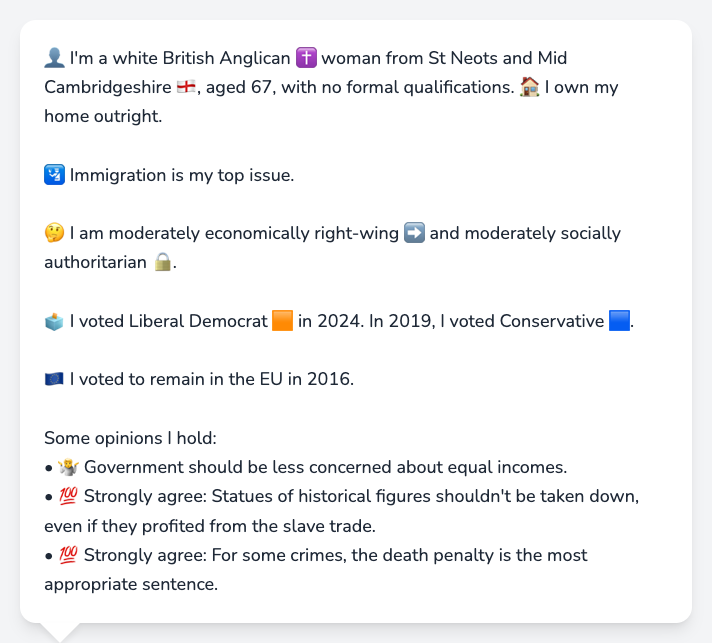 👤 I'm a white British Anglican ✝️ woman from St Neots and Mid
Cambridgeshire 🏴󠁧󠁢󠁥󠁮󠁧󠁿, aged 67, with no formal qualifications. 🏠 I own my
home outright.
🛂 Immigration is my top issue.
🤔 I am moderately economically right-wing ➡️ and moderately socially
authoritarian 🔒.
🗳️ I voted Liberal Democrat 🟧 in 2024. In 2019, I voted Conservative 🟦.
🇪🇺 I voted to remain in the EU in 2016.
Some opinions I hold:
• 🤷 Government should be less concerned about equal incomes.
• 💯 Strongly agree: Statues of historical figures shouldn't be taken down,
even if they profited from the slave trade.
• 💯 Strongly agree: For some crimes, the death penalty is the most
appropriate sentence.